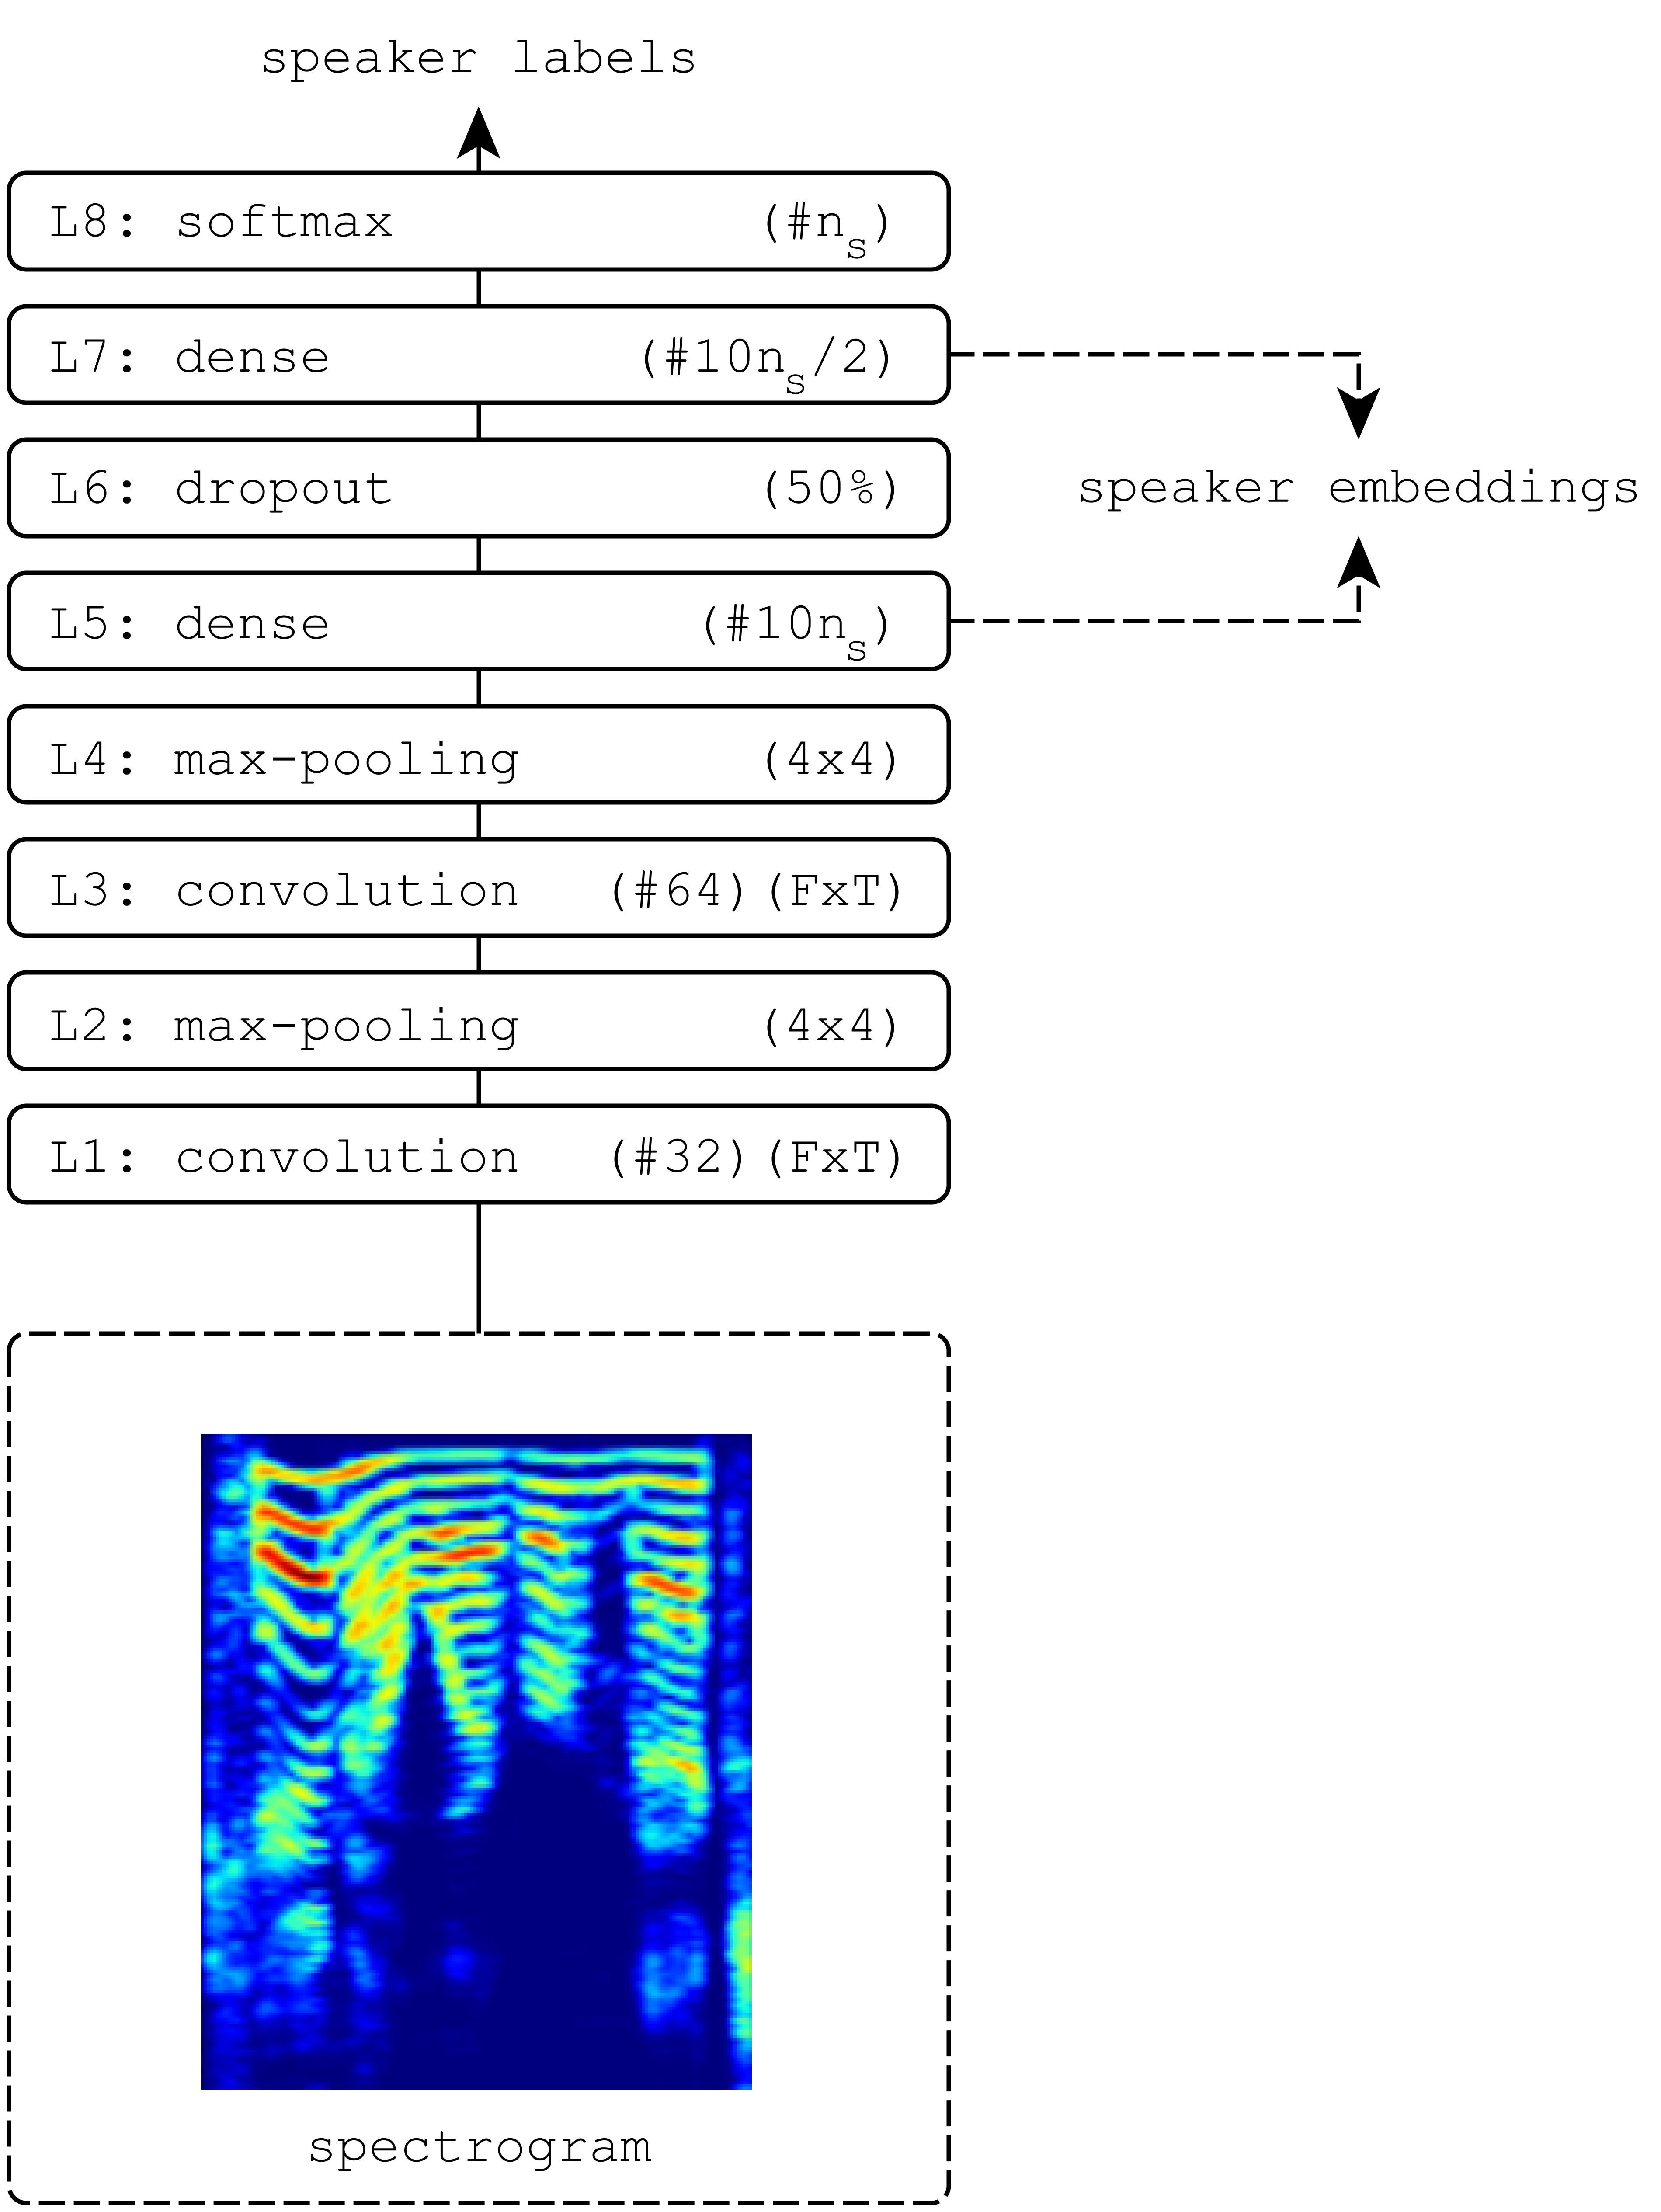 speaker labels
L8: softmax (#nₛ)
L7: dense (#10nₛ/2)
L6: dropout (50%)
speaker embeddings
L5: dense (#10nₛ)
L4: max-pooling (4x4)
L3: convolution (#64)(FxT)
L2: max-pooling (4x4)
L1: convolution (#32)(FxT)
spectrogram